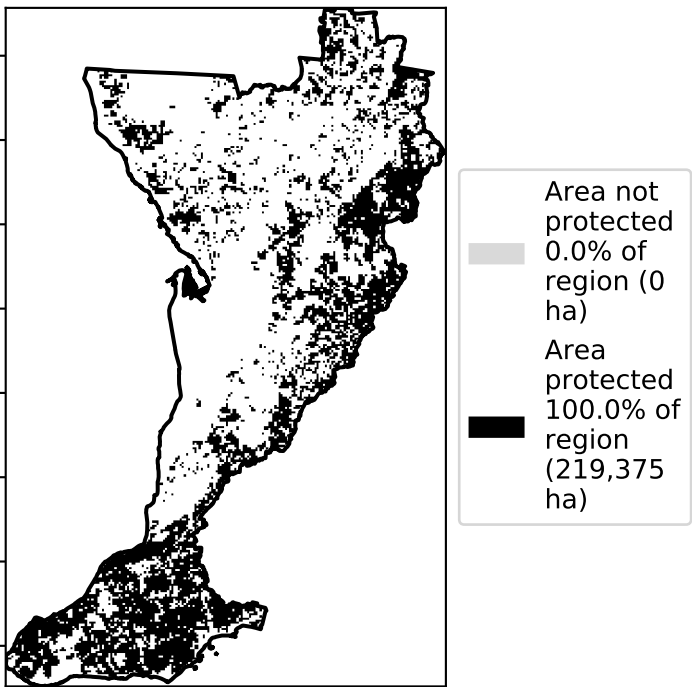 Area not
protected
0.0% of
region (0
ha)
Area
protected
100.0% of
region
(219,375
ha)